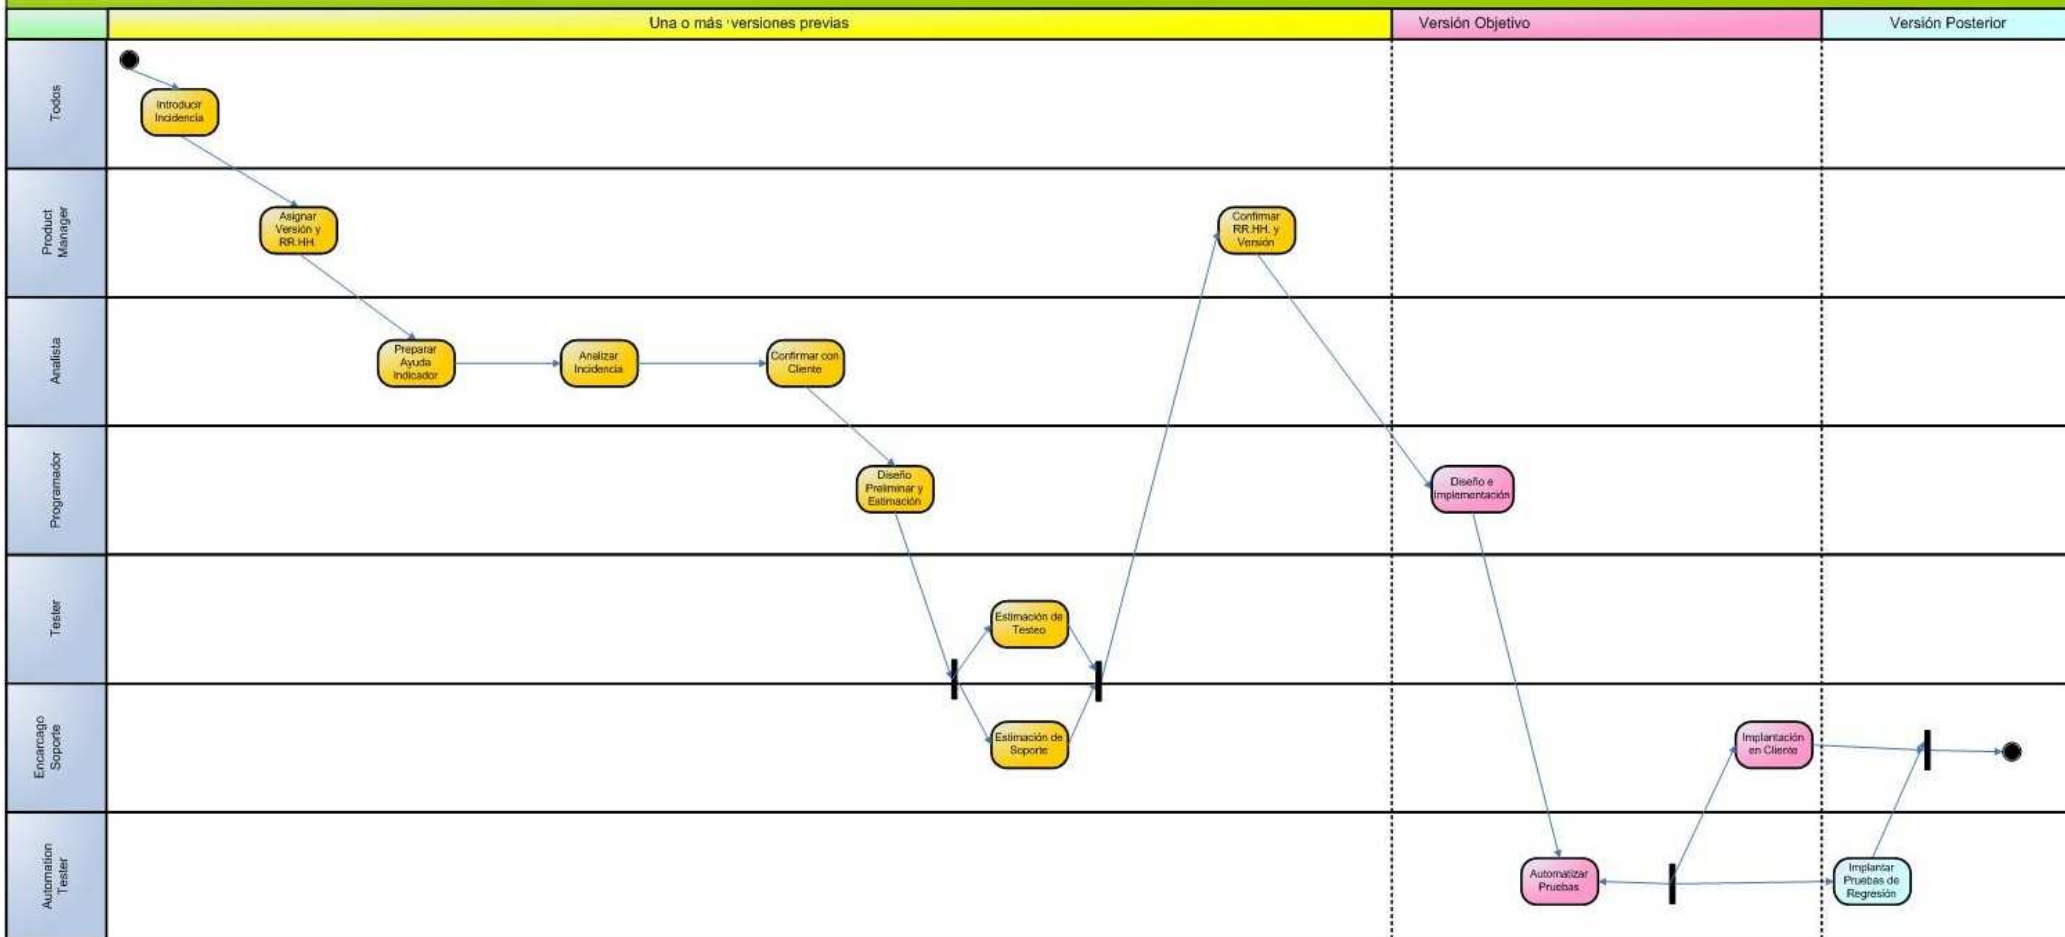 Una o más versiones previas
Versión Objetivo
Versión Posterior
Todos
Introducir
Incidencia
Product
Manager
Asignar
Versión y
RR.HH.
Confirmar
RR.HH. y
Versión
Analista
Preparar
Ayuda
Indicador
Analizar
Incidencia
Confirmar con
Cliente
Programador
Diseño
Preliminar y
Estimación
Diseño e
Implementación
Tester
Estimación de
Testeo
Encarcago
Soporte
Estimación de
Soporte
Implantación
en Cliente
Automation
Tester
Automatizar
Pruebas
Implantar
Pruebas de
Regresión